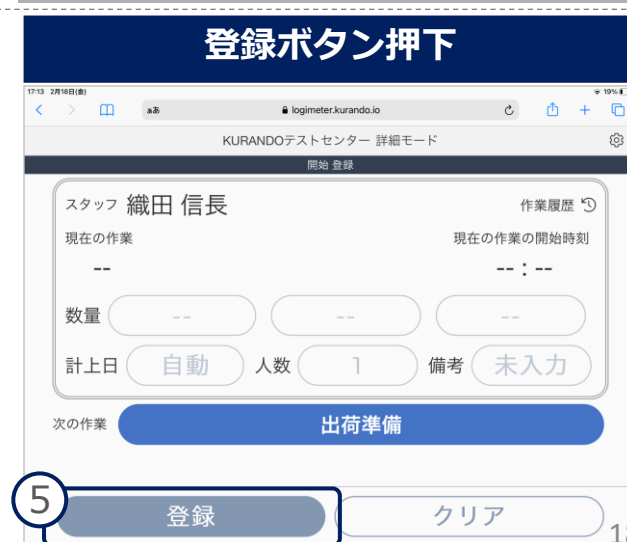 登録ボタン押下
17:13 2月18日(金) 19%
ぁあ logimeter.kurando.io
KURANDOテストセンター 詳細モード
開始 登録
スタッフ 織田 信長 作業履歴
現在の作業 現在の作業の開始時刻
-- --:--
数量 -- -- --
計上日 自動 人数 1 備考 未入力
次の作業 出荷準備
5 登録 クリア